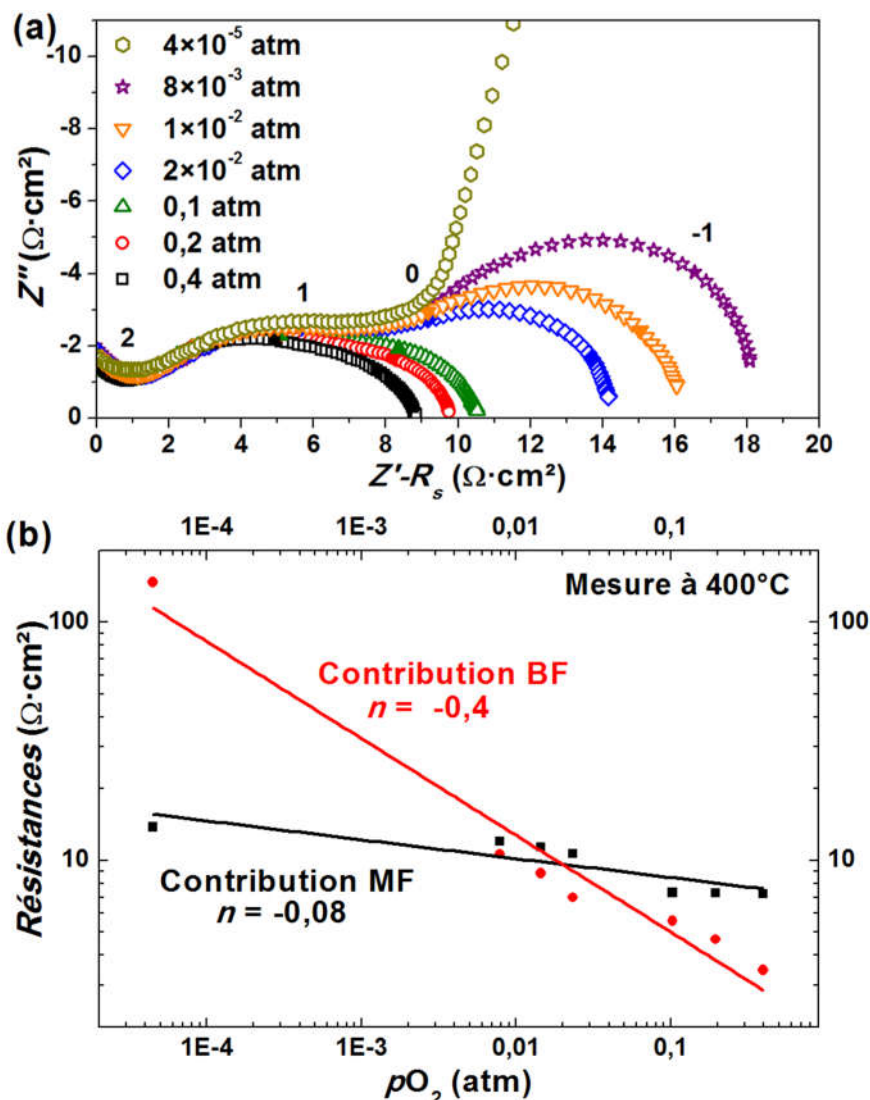 (a)
4×10⁻⁵ atm
8×10⁻³ atm
1×10⁻² atm
2×10⁻² atm
0,1 atm
0,2 atm
0,4 atm
2
1
0
-1
-10
-8
-6
-4
-2
0
Z'' (Ω·cm²)
0 2 4 6 8 10 12 14 16 18 20
Z'-Rₛ (Ω·cm²)
(b)
1E-4 1E-3 0,01 0,1
Mesure à 400°C
100 100
Contribution BF
n = -0,4
10 10
Contribution MF
n = -0,08
Résistances (Ω·cm²)
1E-4 1E-3 0,01 0,1
pO₂ (atm)